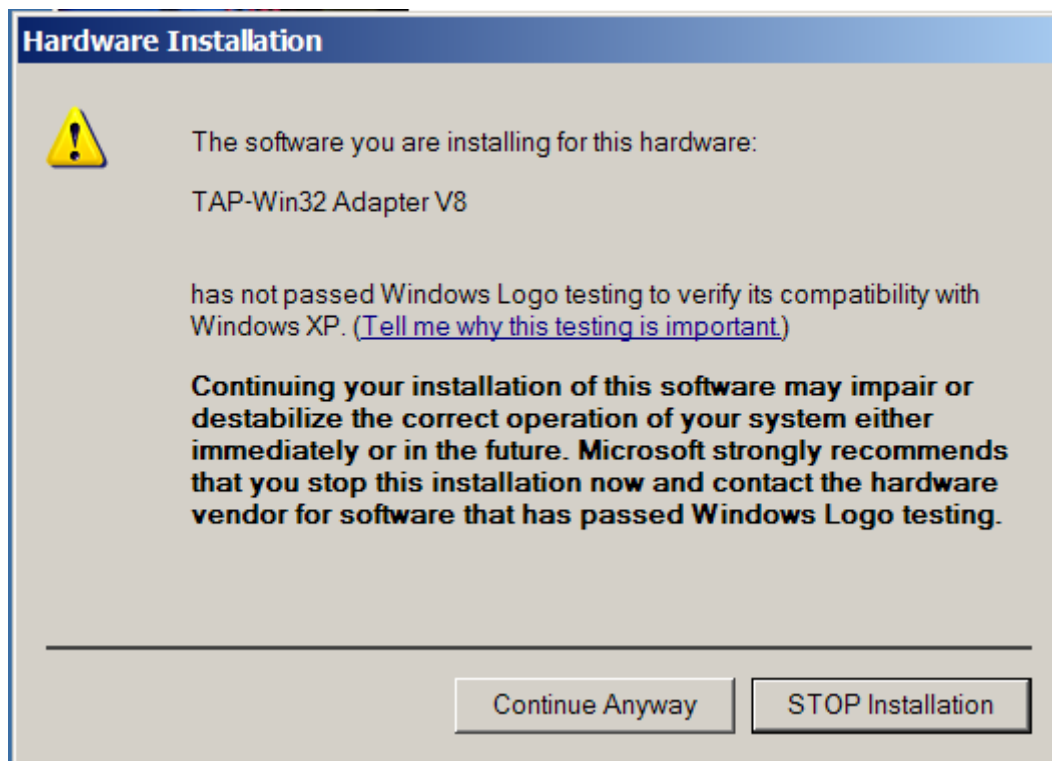 Hardware Installation
The software you are installing for this hardware:
TAP-Win32 Adapter V8
has not passed Windows Logo testing to verify its compatibility with
Windows XP. (Tell me why this testing is important.)
Continuing your installation of this software may impair or
destabilize the correct operation of your system either
immediately or in the future. Microsoft strongly recommends
that you stop this installation now and contact the hardware
vendor for software that has passed Windows Logo testing.
Continue Anyway
STOP Installation